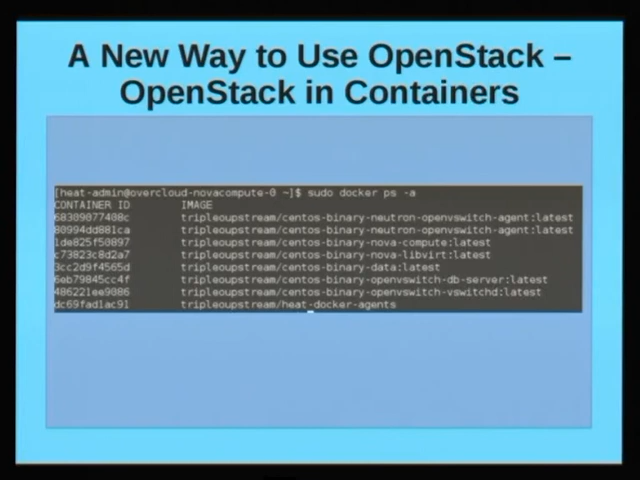 A New Way to Use OpenStack –
OpenStack in Containers
[heat-admin@overcloud-novacompute-0 ~]$ sudo docker ps -a
CONTAINER ID IMAGE
68309077408c tripleoupstream/centos-binary-neutron-openvswitch-agent:latest
80994dd881ca tripleoupstream/centos-binary-neutron-openvswitch-agent:latest
1de825f50897 tripleoupstream/centos-binary-nova-compute:latest
c73823c8d2a7 tripleoupstream/centos-binary-nova-libvirt:latest
3cc2d9f4565d tripleoupstream/centos-binary-data:latest
6eb79845cc4f tripleoupstream/centos-binary-openvswitch-db-server:latest
486221ee9086 tripleoupstream/centos-binary-openvswitch-vswitchd:latest
dc69fad1ac91 tripleoupstream/heat-docker-agents